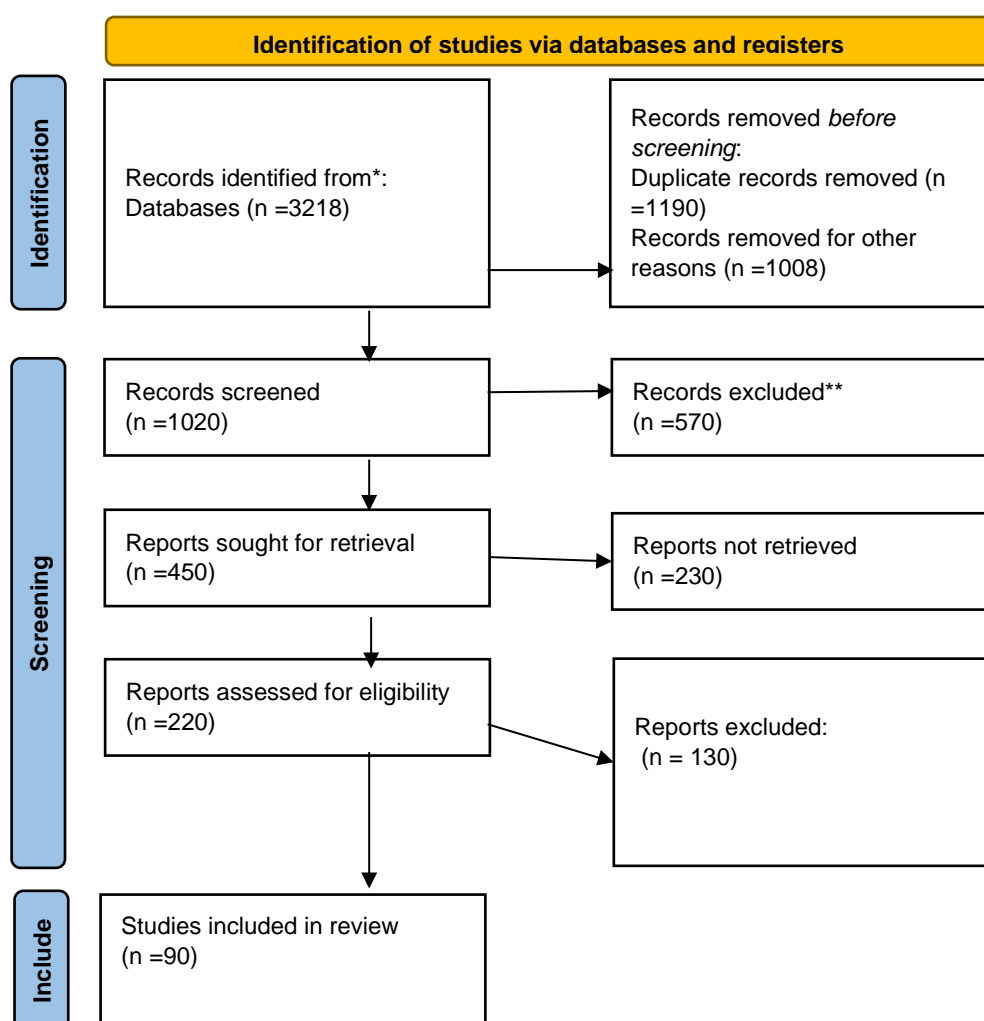 Identification of studies via databases and registers
Identification
Records identified from*:
Databases (n =3218)
Records removed before
screening:
Duplicate records removed (n
=1190)
Records removed for other
reasons (n =1008)
Screening
Records screened
(n =1020)
Records excluded**
(n =570)
Reports sought for retrieval
(n =450)
Reports not retrieved
(n =230)
Reports assessed for eligibility
(n =220)
Reports excluded:
(n = 130)
Include
Studies included in review
(n =90)